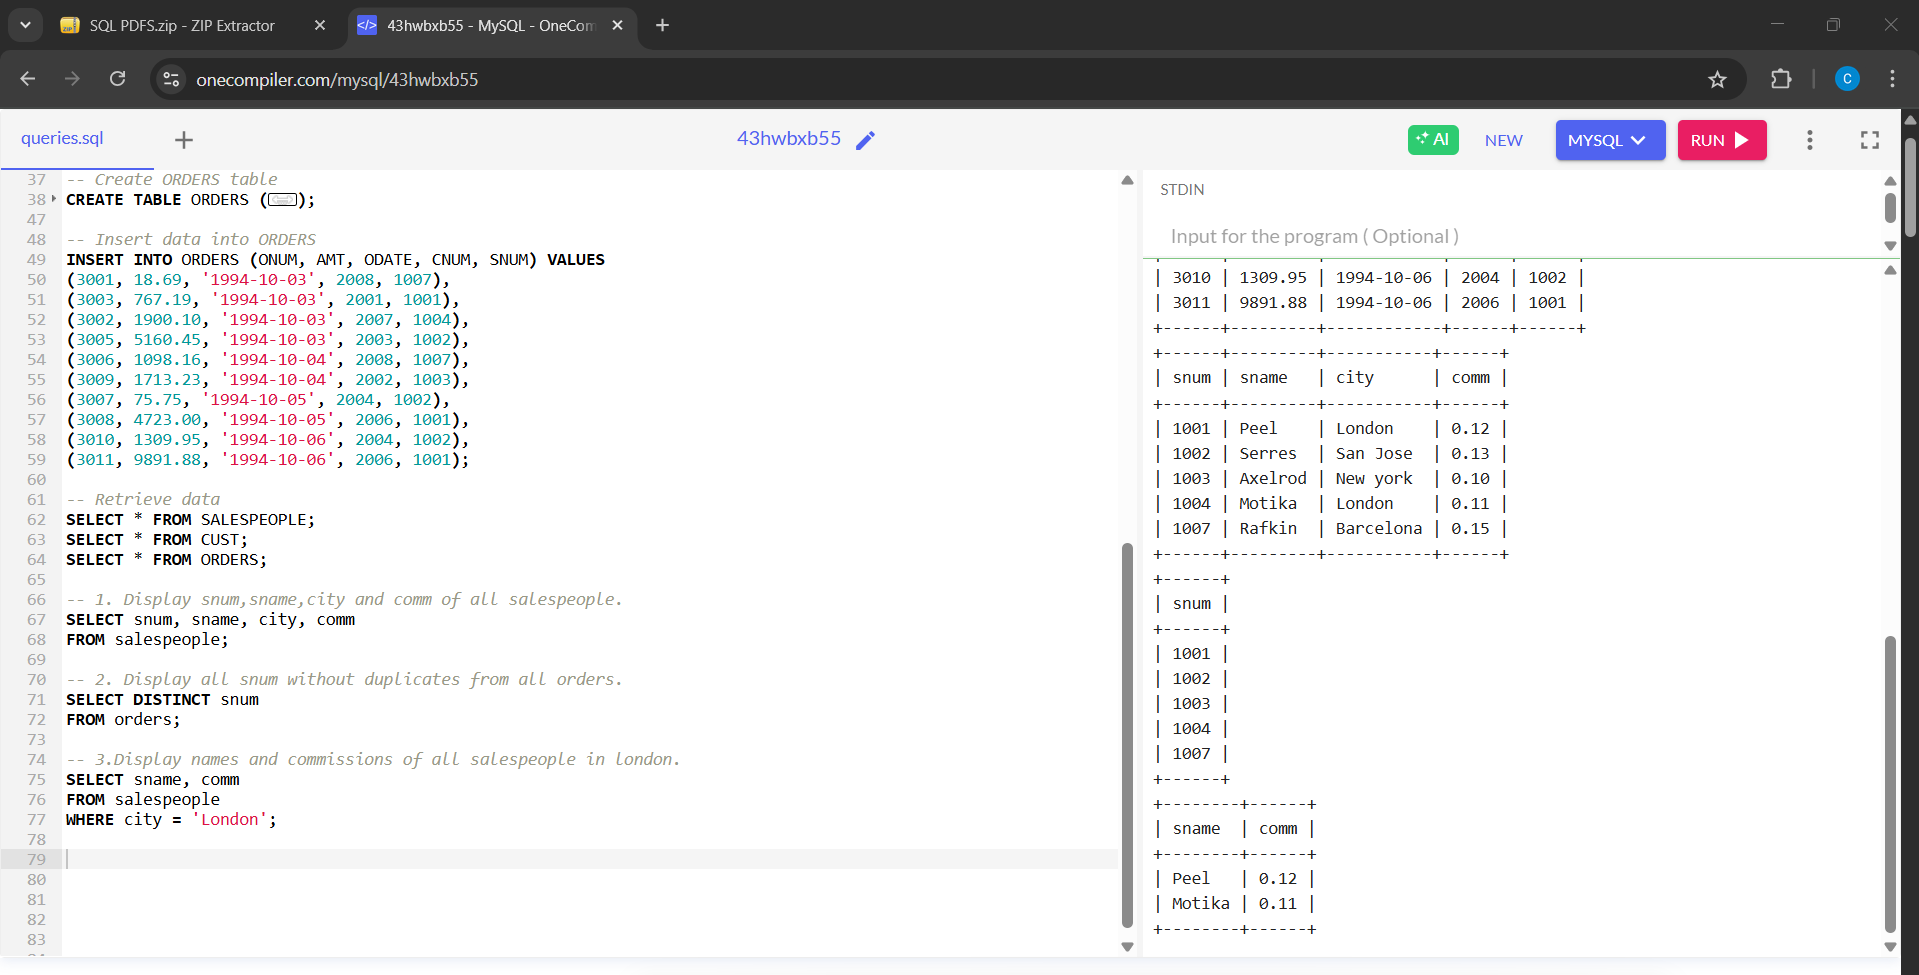 SQL PDFS.zip - ZIP Extractor
43hwbxb55 - MySQL - OneCom
onecompiler.com/mysql/43hwbxb55
C
queries.sql
43hwbxb55
AI
NEW
MYSQL
RUN
37 -- Create ORDERS table
38 CREATE TABLE ORDERS ();
47
48 -- Insert data into ORDERS
49 INSERT INTO ORDERS (ONUM, AMT, ODATE, CNUM, SNUM) VALUES
50 (3001, 18.69, '1994-10-03', 2008, 1007),
51 (3003, 767.19, '1994-10-03', 2001, 1001),
52 (3002, 1900.10, '1994-10-03', 2007, 1004),
53 (3005, 5160.45, '1994-10-03', 2003, 1002),
54 (3006, 1098.16, '1994-10-04', 2008, 1007),
55 (3009, 1713.23, '1994-10-04', 2002, 1003),
56 (3007, 75.75, '1994-10-05', 2004, 1002),
57 (3008, 4723.00, '1994-10-05', 2006, 1001),
58 (3010, 1309.95, '1994-10-06', 2004, 1002),
59 (3011, 9891.88, '1994-10-06', 2006, 1001);
60
61 -- Retrieve data
62 SELECT * FROM SALESPEOPLE;
63 SELECT * FROM CUST;
64 SELECT * FROM ORDERS;
65
66 -- 1. Display snum,sname,city and comm of all salespeople.
67 SELECT snum, sname, city, comm
68 FROM salespeople;
69
70 -- 2. Display all snum without duplicates from all orders.
71 SELECT DISTINCT snum
72 FROM orders;
73
74 -- 3.Display names and commissions of all salespeople in london.
75 SELECT sname, comm
76 FROM salespeople
77 WHERE city = 'London';
78
79
80
81
82
83
STDIN
Input for the program ( Optional )
| 3010 | 1309.95 | 1994-10-06 | 2004 | 1002 |
| 3011 | 9891.88 | 1994-10-06 | 2006 | 1001 |
+------+---------+------------+------+------+
+------+---------+-----------+------+
| snum | sname   | city      | comm |
+------+---------+-----------+------+
| 1001 | Peel    | London    | 0.12 |
| 1002 | Serres  | San Jose  | 0.13 |
| 1003 | Axelrod | New york  | 0.10 |
| 1004 | Motika  | London    | 0.11 |
| 1007 | Rafkin  | Barcelona | 0.15 |
+------+---------+-----------+------+
+------+
| snum |
+------+
| 1001 |
| 1002 |
| 1003 |
| 1004 |
| 1007 |
+------+
+--------+------+
| sname  | comm |
+--------+------+
| Peel   | 0.12 |
| Motika | 0.11 |
+--------+------+